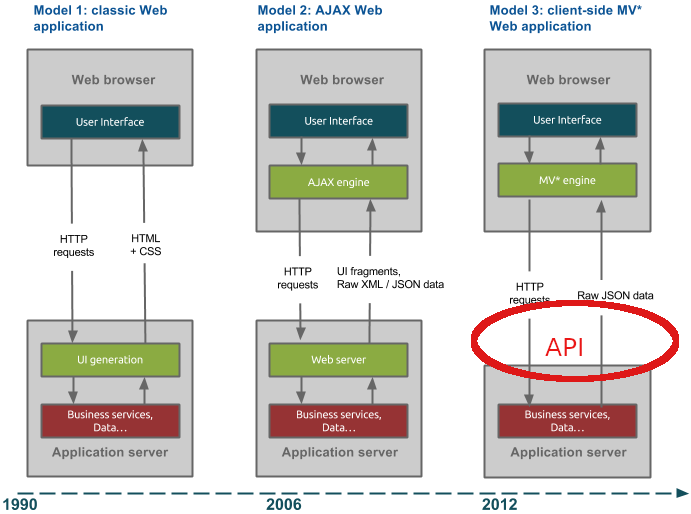 Model 1: classic Web
application
Web browser
User Interface
HTTP
requests
HTML
+ CSS
UI generation
Business services,
Data...
Application server
Model 2: AJAX Web
application
Web browser
User Interface
AJAX engine
HTTP
requests
UI fragments,
Raw XML / JSON data
Web server
Business services,
Data...
Application server
Model 3: client-side MV*
Web application
Web browser
User Interface
MV* engine
HTTP
requests
Raw JSON data
API
Business services,
Data...
Application server
1990
2006
2012